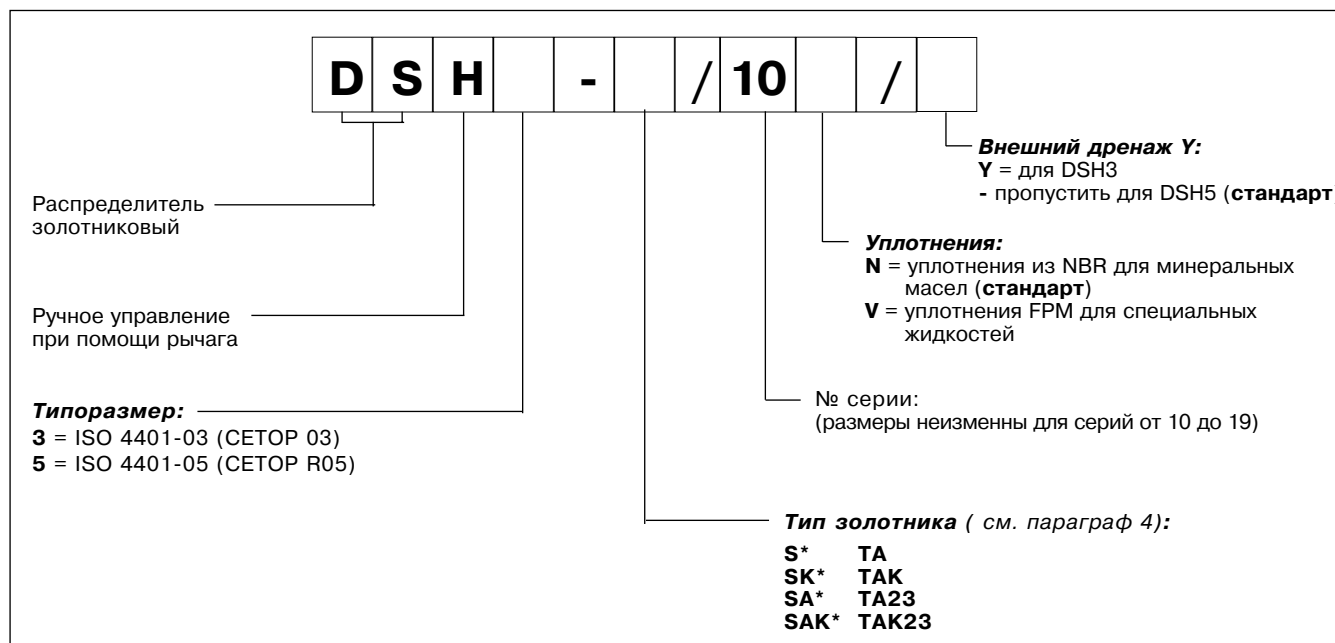 D S H - / 10 /
Внешний дренаж Y:
Y = для DSH3
- пропустить для DSH5 (стандарт)
Распределитель
золотниковый
Уплотнения:
N = уплотнения из NBR для минеральных
масел (стандарт)
V = уплотнения FPM для специальных
жидкостей
Ручное управление
при помощи рычага
№ серии:
(размеры неизменны для серий от 10 до 19)
Типоразмер:
3 = ISO 4401-03 (CETOP 03)
5 = ISO 4401-05 (CETOP R05)
Тип золотника ( см. параграф 4):
S* TA
SK* TAK
SA* TA23
SAK* TAK23